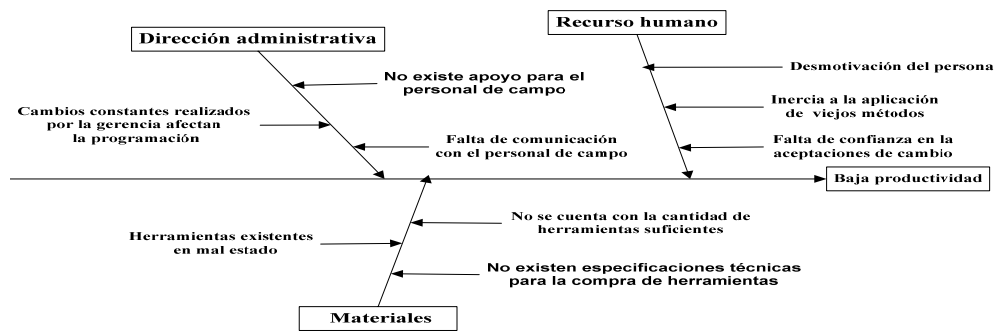 Recurso humano
Dirección administrativa
Desmotivación del persona
No existe apoyo para el
personal de campo
Cambios constantes realizados
por la gerencia afectan
la programación
Inercia a la aplicación
de viejos métodos
Falta de comunicación
con el personal de campo
Falta de confianza en la
aceptaciones de cambio
Baja productividad
No se cuenta con la cantidad de
herramientas suficientes
Herramientas existentes
en mal estado
No existen especificaciones técnicas
para la compra de herramientas
Materiales